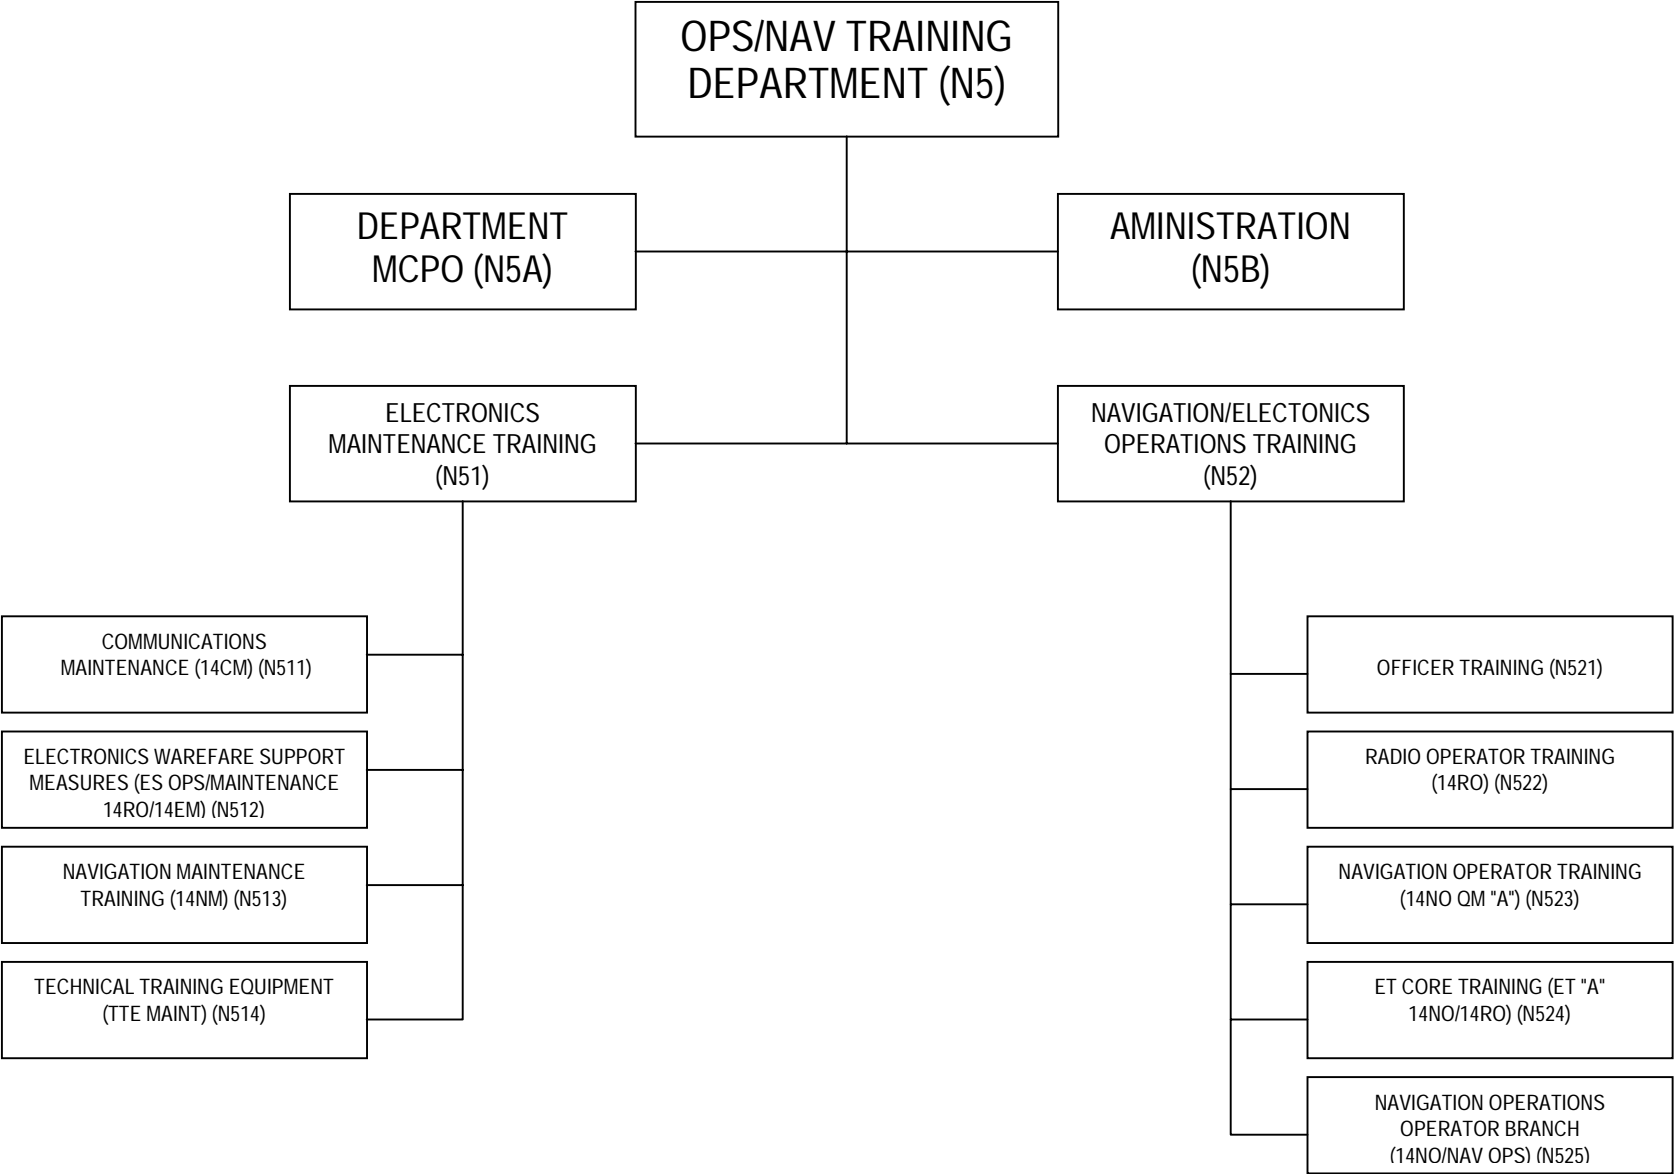 OPS/NAV TRAINING
DEPARTMENT (N5)
DEPARTMENT
MCPO (N5A)
AMINISTRATION
(N5B)
ELECTRONICS
MAINTENANCE TRAINING
(N51)
NAVIGATION/ELECTONICS
OPERATIONS TRAINING
(N52)
COMMUNICATIONS
MAINTENANCE (14CM) (N511)
ELECTRONICS WAREFARE SUPPORT
MEASURES (ES OPS/MAINTENANCE
14RO/14EM) (N512)
NAVIGATION MAINTENANCE
TRAINING (14NM) (N513)
TECHNICAL TRAINING EQUIPMENT
(TTE MAINT) (N514)
OFFICER TRAINING (N521)
RADIO OPERATOR TRAINING
(14RO) (N522)
NAVIGATION OPERATOR TRAINING
(14NO QM "A") (N523)
ET CORE TRAINING (ET "A"
14NO/14RO) (N524)
NAVIGATION OPERATIONS
OPERATOR BRANCH
(14NO/NAV OPS) (N525)